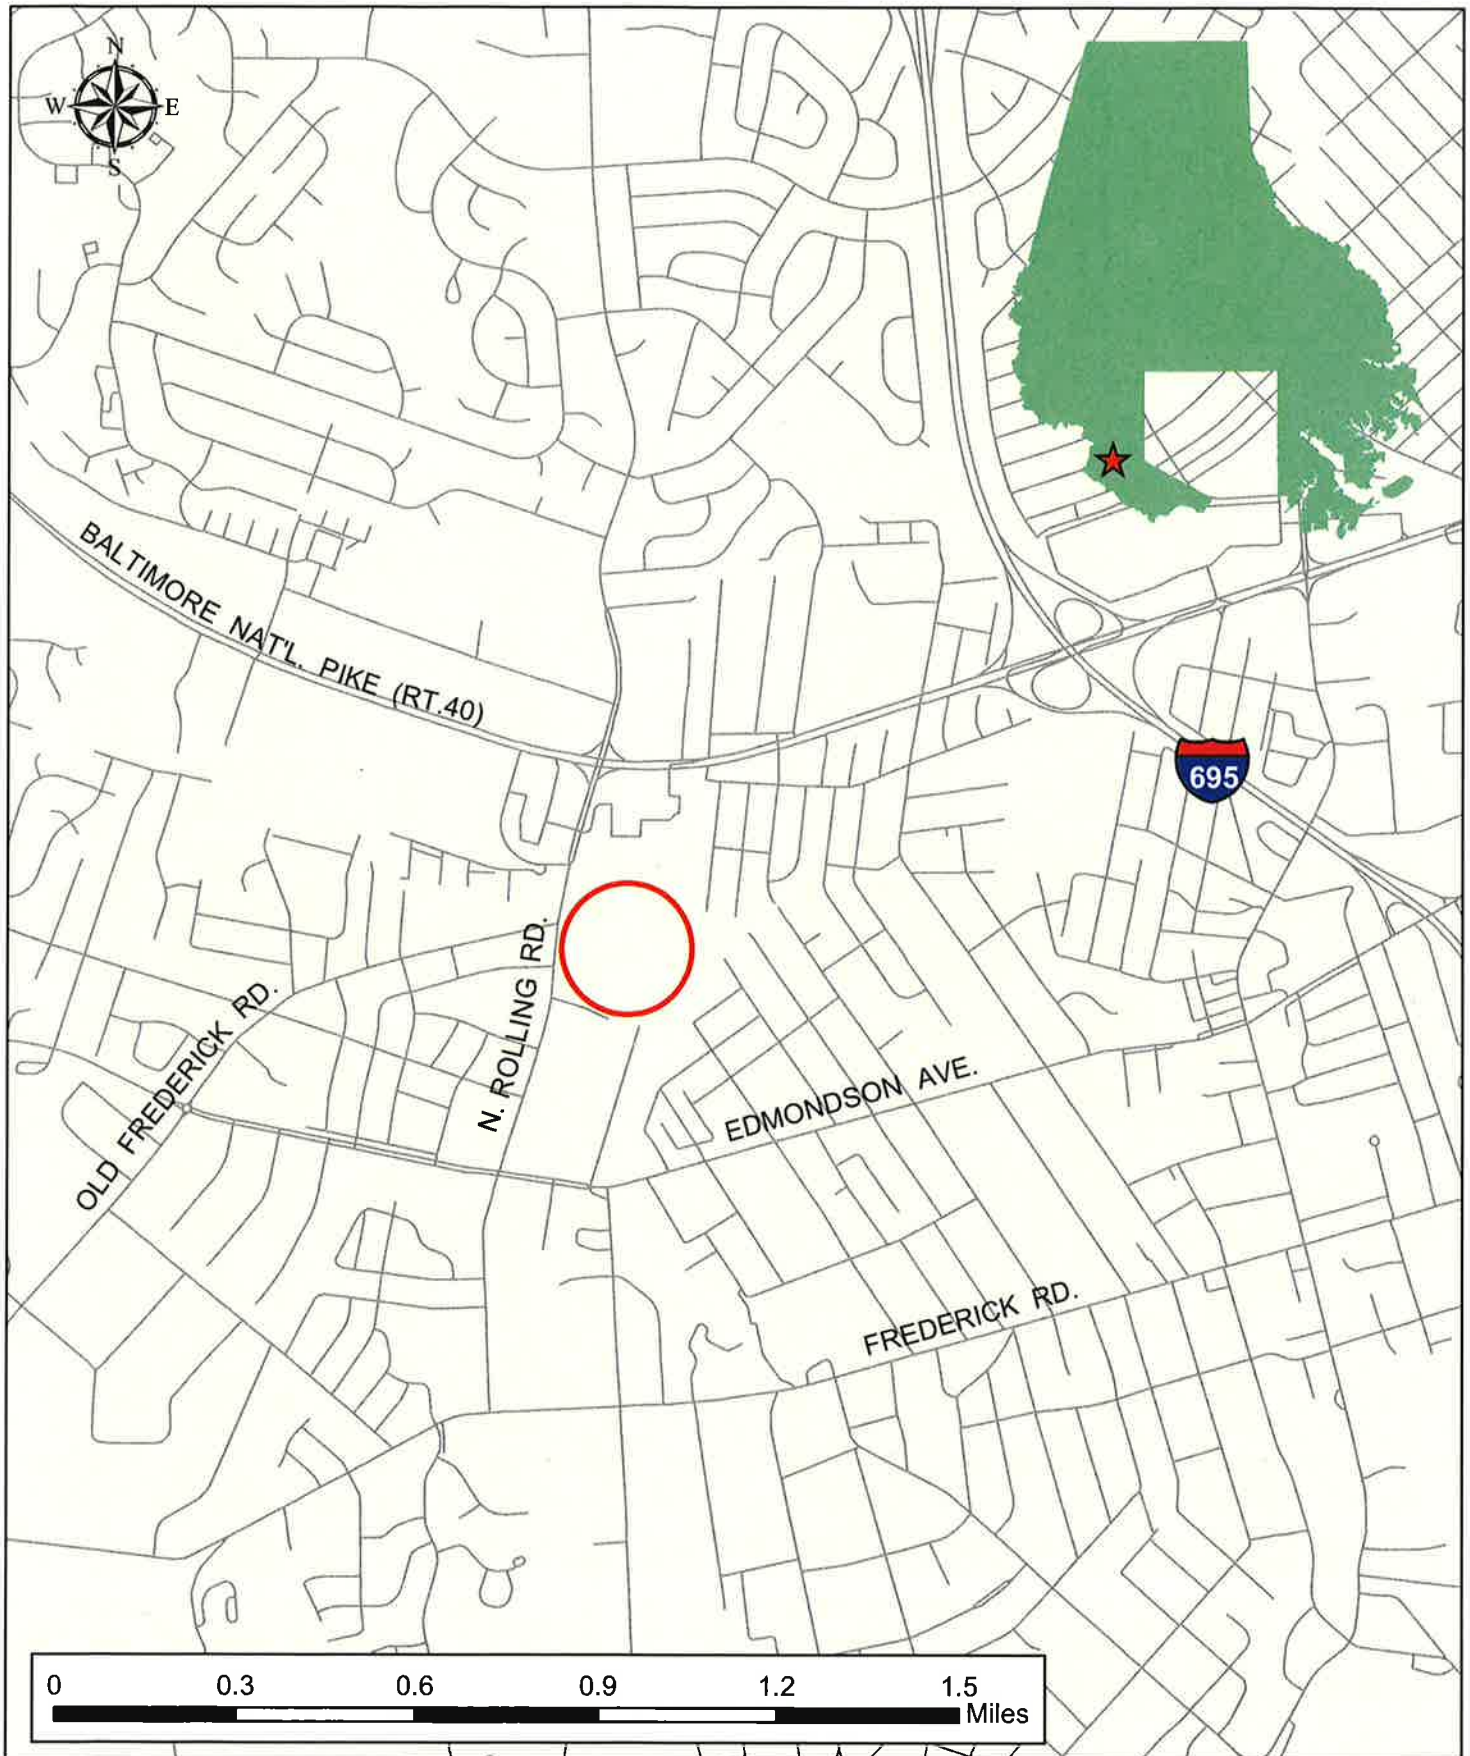 N
W E
S
BALTIMORE NAT'L. PIKE (RT.40)
695
N. ROLLING RD.
OLD FREDERICK RD.
EDMONDSON AVE.
FREDERICK RD.
0 0.3 0.6 0.9 1.2 1.5
Miles